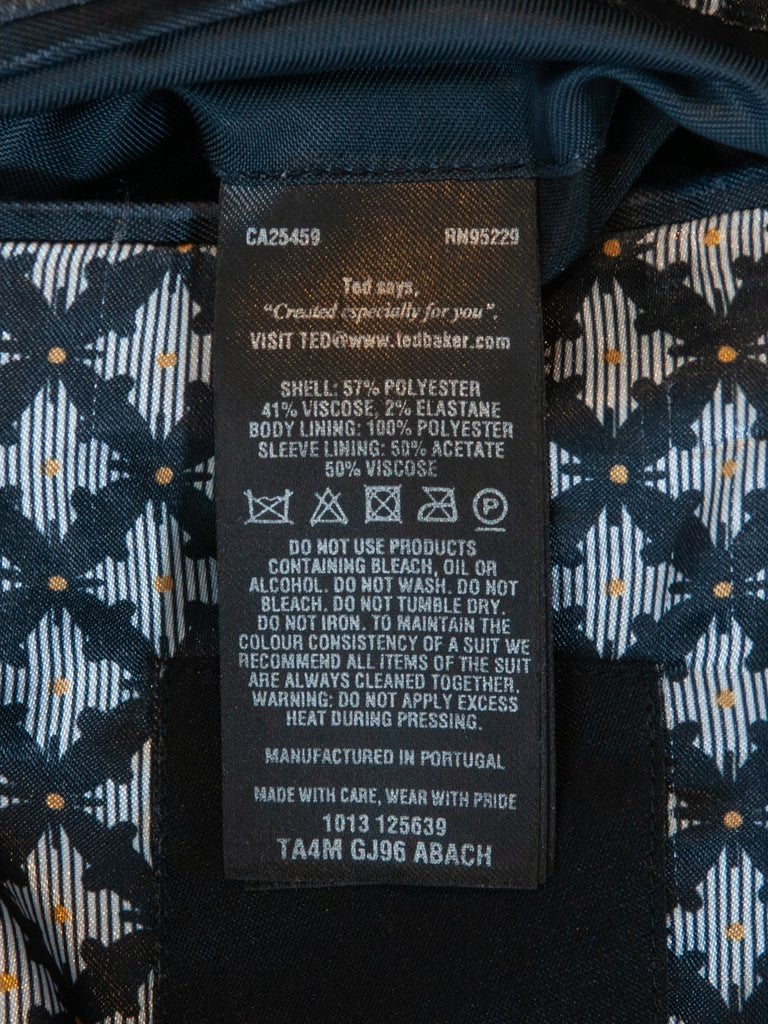 CA25459 RN95229
Ted says,
“Created especially for you”.
VISIT TED@www.tedbaker.com
SHELL: 57% POLYESTER
41% VISCOSE, 2% ELASTANE
BODY LINING: 100% POLYESTER
SLEEVE LINING: 50% ACETATE
50% VISCOSE
P
DO NOT USE PRODUCTS
CONTAINING BLEACH, OIL OR
ALCOHOL. DO NOT WASH. DO NOT
BLEACH. DO NOT TUMBLE DRY.
DO NOT IRON. TO MAINTAIN THE
COLOUR CONSISTENCY OF A SUIT WE
RECOMMEND ALL ITEMS OF THE SUIT
ARE ALWAYS CLEANED TOGETHER.
WARNING: DO NOT APPLY EXCESS
HEAT DURING PRESSING.
MANUFACTURED IN PORTUGAL
MADE WITH CARE, WEAR WITH PRIDE
1013 125639
TA4M GJ96 ABACH